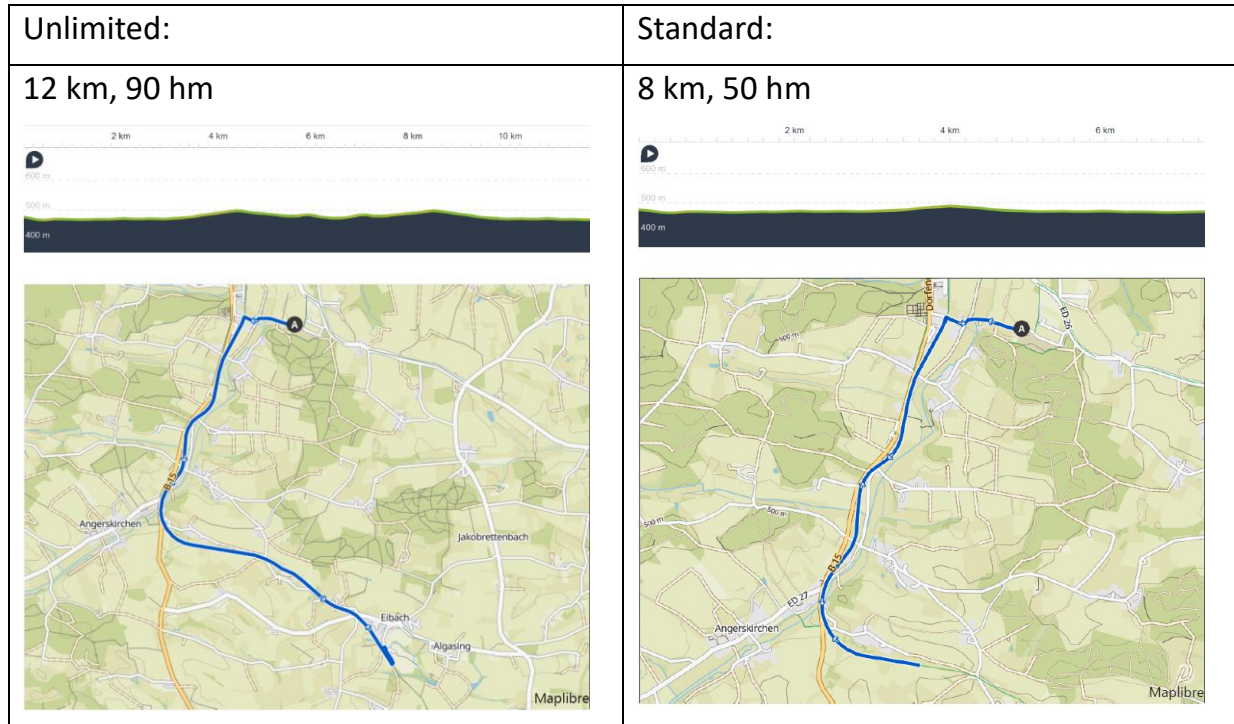 Unlimited:
12 km, 90 hm
2 km 4 km 6 km 8 km 10 km
600 m
500 m
400 m
B 15
Angerskirchen
Jakobrettenbach
Eibach
Algasing
Maplibre
Standard:
8 km, 50 hm
2 km 4 km 6 km
600 m
500 m
400 m
Dorfen
A
ED 26
500 m
500 m
500 m
B 15
ED 27
Angerskirchen
Maplibre